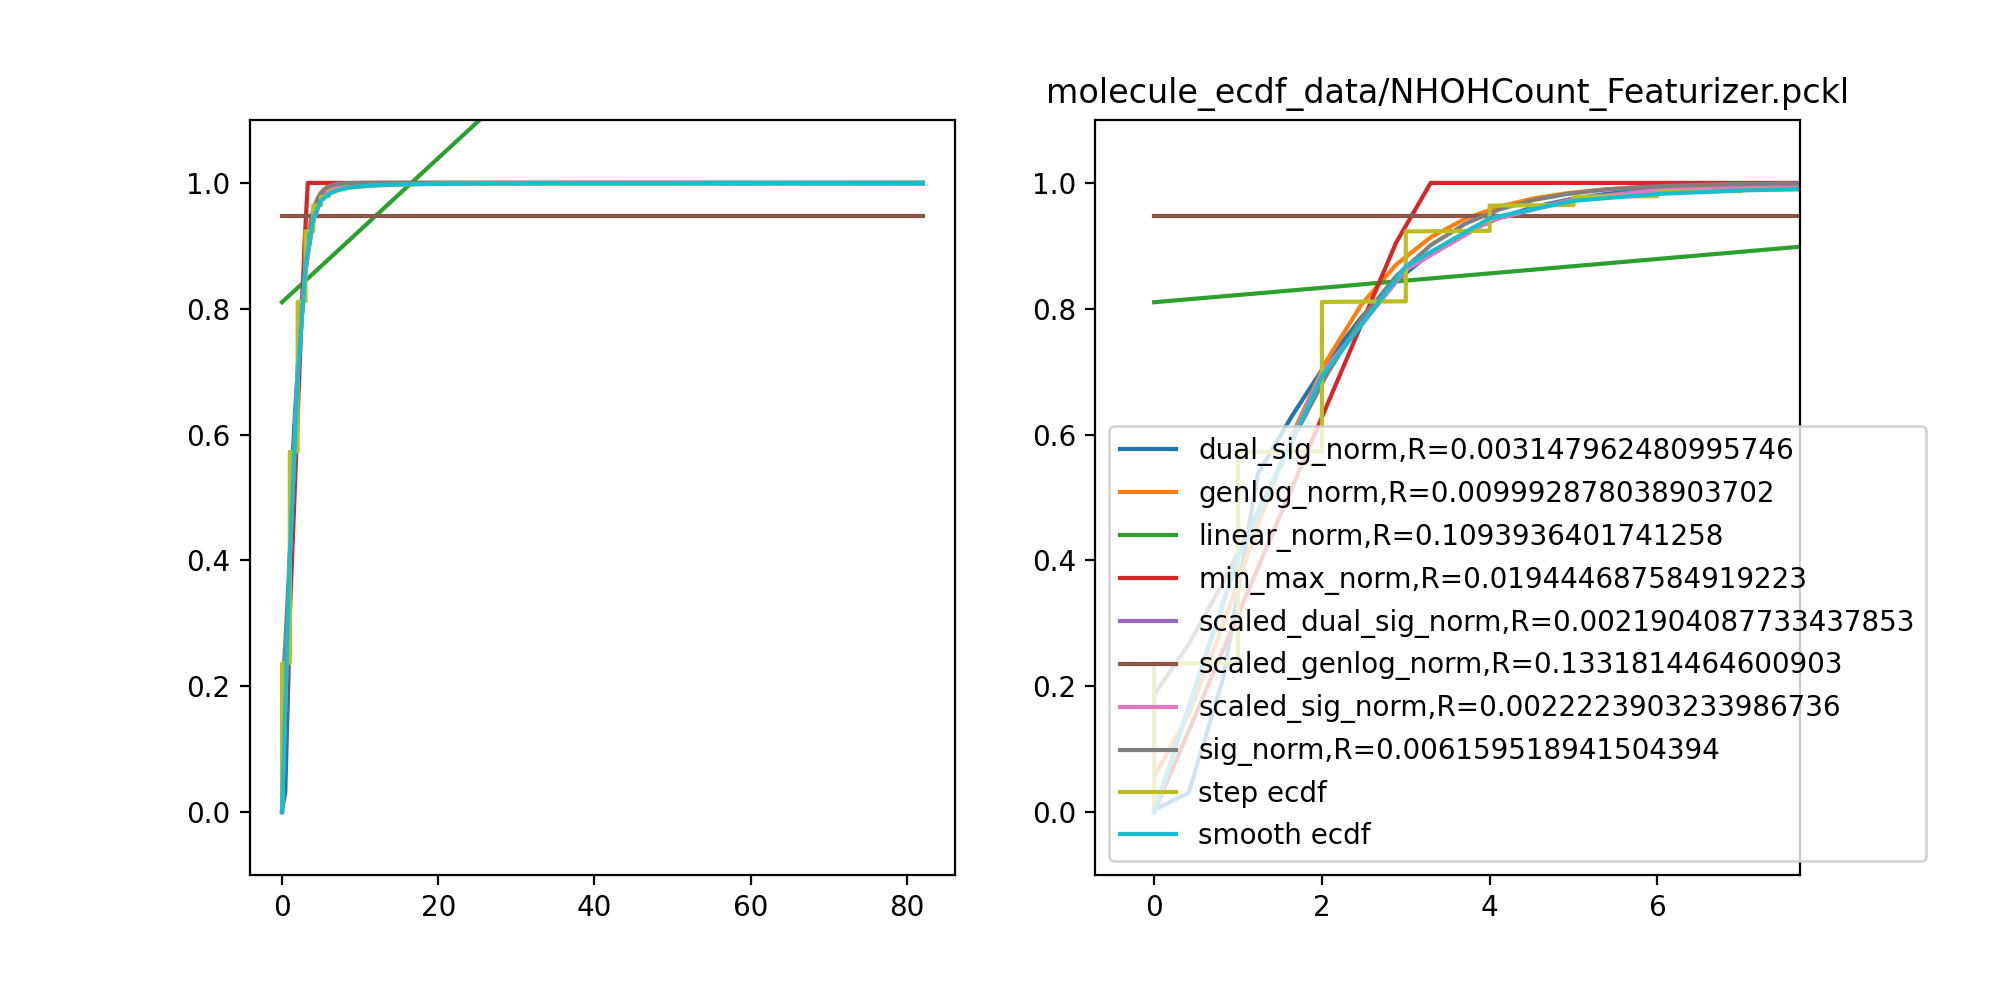 molecule_ecdf_data/NHOHCount_Featurizer.pckl
1.0
0.8
0.6
0.4
0.2
0.0
0 20 40 60 80
1.0
0.8
0.6
0.4
0.2
0.0
0 2 4 6
dual_sig_norm,R=0.003147962480995746
genlog_norm,R=0.009992878038903702
linear_norm,R=0.1093936401741258
min_max_norm,R=0.019444687584919223
scaled_dual_sig_norm,R=0.0021904087733437853
scaled_genlog_norm,R=0.1331814464600903
scaled_sig_norm,R=0.0022223903233986736
sig_norm,R=0.006159518941504394
step ecdf
smooth ecdf